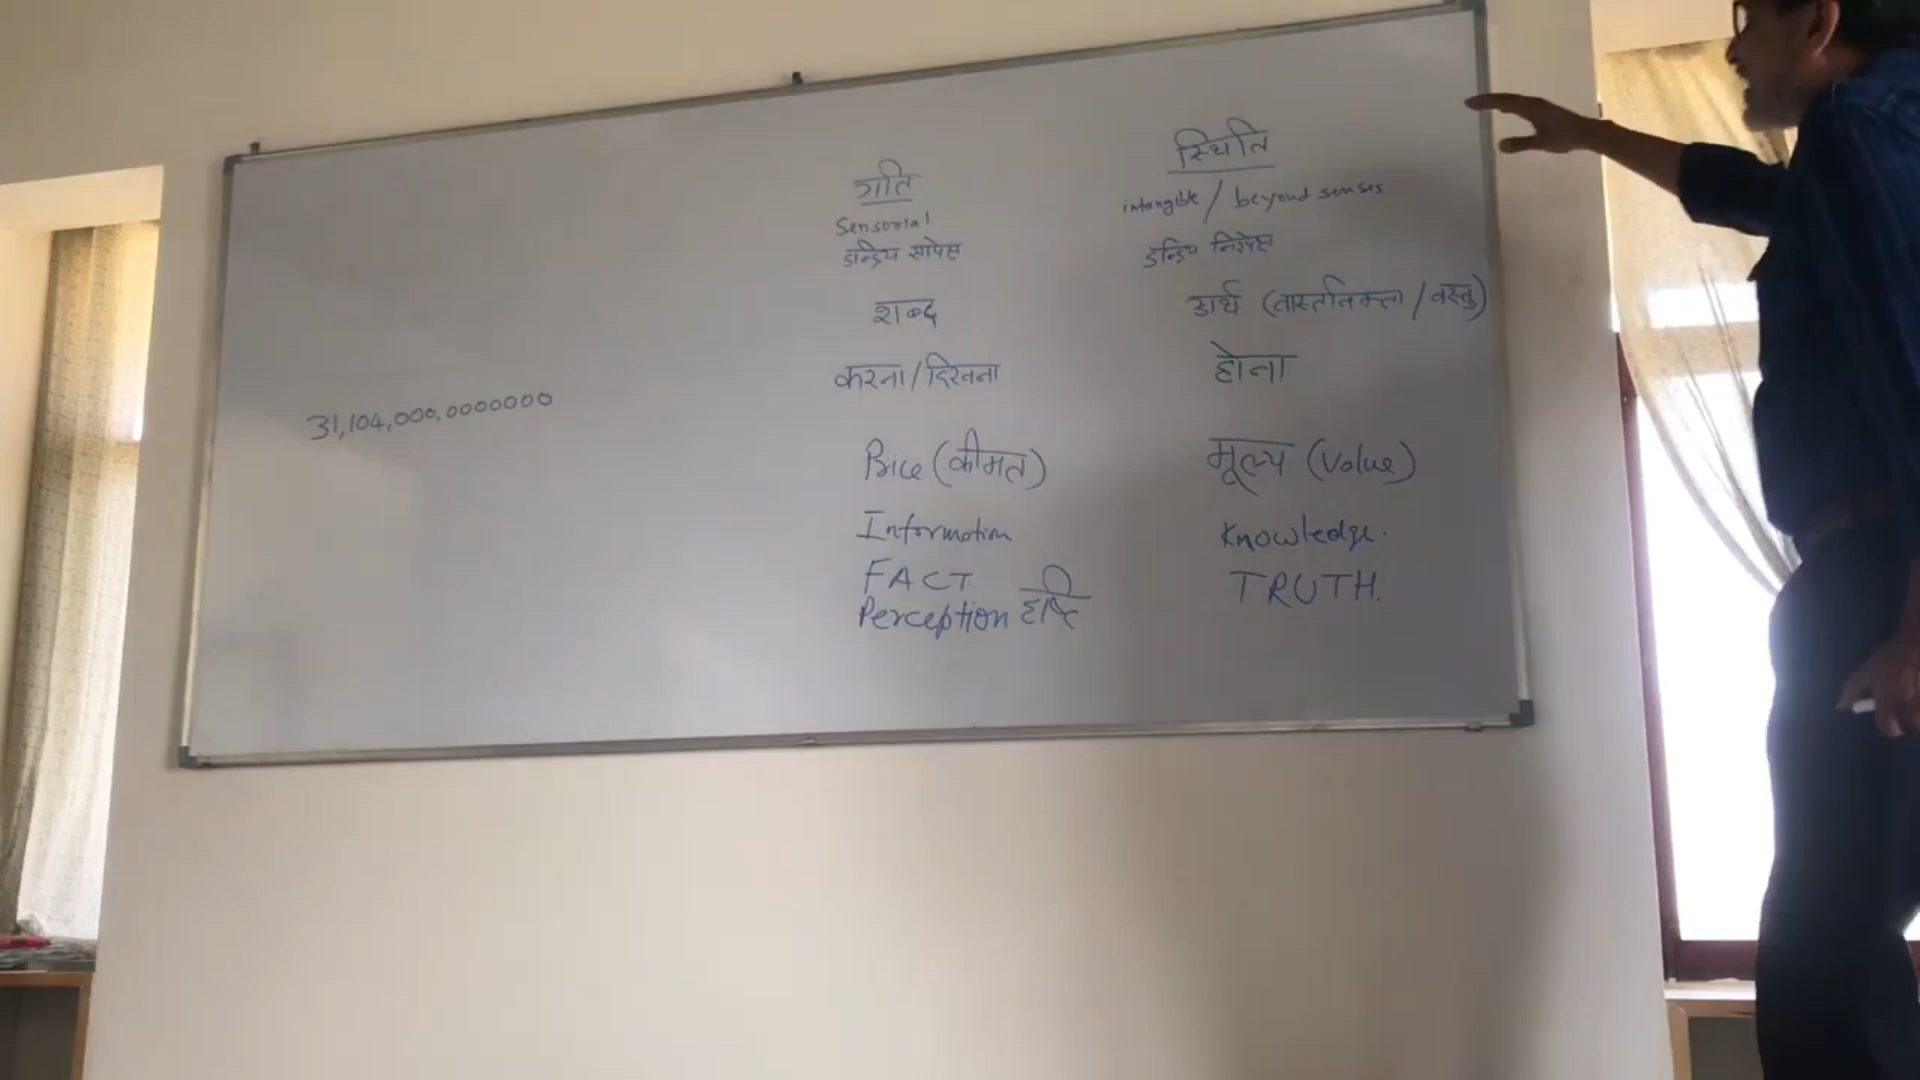 गति
स्थिति
Sensorial.
intangible / beyond senses
इन्द्रिय सापेक्ष
इन्द्रिय निरपेक्ष
शब्द
अर्थ (वास्तविकता / वस्तु)
करना / दिखना
होना
31,104,000,0000000
Price (कीमत)
मूल्य (Value)
Information
Knowledge.
FACT
TRUTH.
Perception दृष्टि